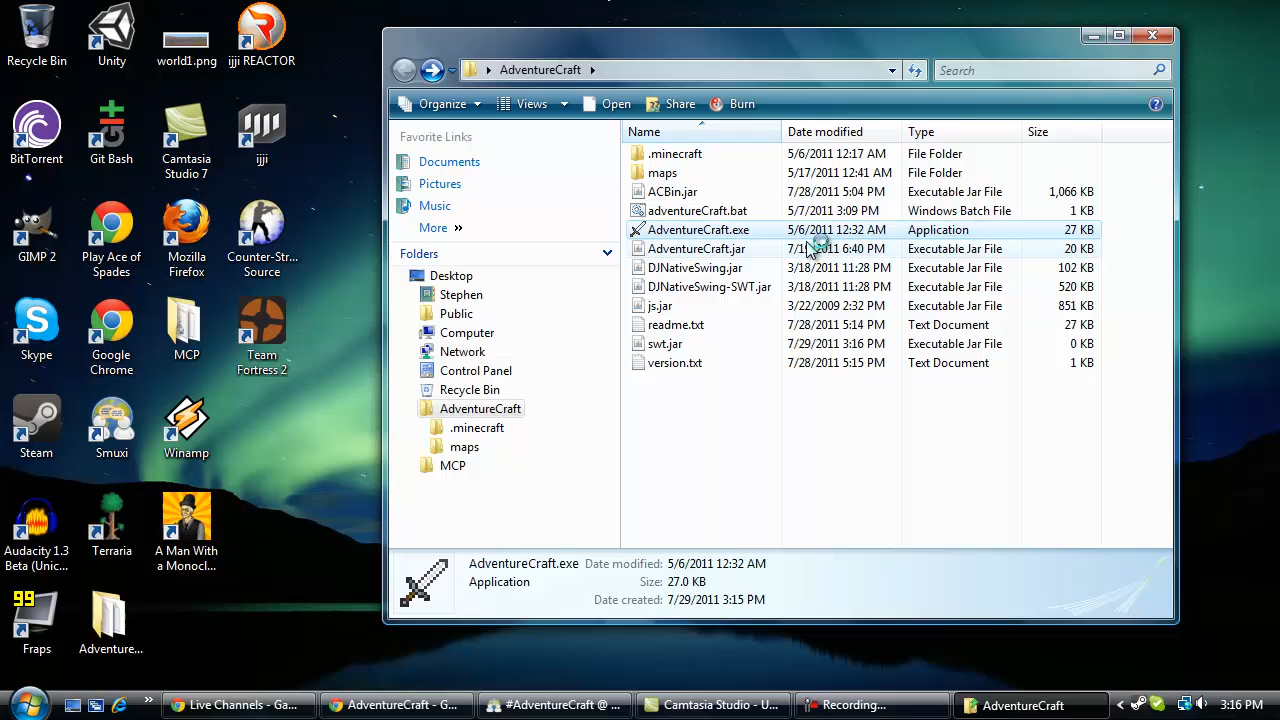 Recycle Bin
Unity
world1.png
ijji REACTOR
BitTorrent
Git Bash
Camtasia
Studio 7
ijji
GIMP 2
Play Ace of
Spades
Mozilla
Firefox
Counter-Str...
Source
Skype
Google
Chrome
MCP
Team
Fortress 2
Steam
Smuxi
Winamp
Audacity 1.3
Beta (Unic...
Terraria
A Man With
a Monocl...
99
Fraps
Adventure...
AdventureCraft
Search
Organize
Views
Open
Share
Burn
Favorite Links
Documents
Pictures
Music
More »
Folders
Desktop
Stephen
Public
Computer
Network
Control Panel
Recycle Bin
AdventureCraft
.minecraft
maps
MCP
Name Date modified Type Size
.minecraft 5/6/2011 12:17 AM File Folder
maps 5/17/2011 12:41 AM File Folder
ACBin.jar 7/28/2011 5:04 PM Executable Jar File 1,066 KB
adventureCraft.bat 5/7/2011 3:09 PM Windows Batch File 1 KB
AdventureCraft.exe 5/6/2011 12:32 AM Application 27 KB
AdventureCraft.jar 6:40 PM Executable Jar File 20 KB
DJNativeSwing.jar 3/18/2011 11:28 PM Executable Jar File 102 KB
DJNativeSwing-SWT.jar 3/18/2011 11:28 PM Executable Jar File 520 KB
js.jar 3/22/2009 2:32 PM Executable Jar File 851 KB
readme.txt 7/28/2011 5:14 PM Text Document 27 KB
swt.jar 7/29/2011 3:16 PM Executable Jar File 0 KB
version.txt 7/28/2011 5:15 PM Text Document 1 KB
AdventureCraft.exe Date modified: 5/6/2011 12:32 AM
Application Size: 27.0 KB
Date created: 7/29/2011 3:15 PM
» Live Channels - Ga... AdventureCraft - G... #AdventureCraft @ ... Camtasia Studio - U... Recording... AdventureCraft 3:16 PM